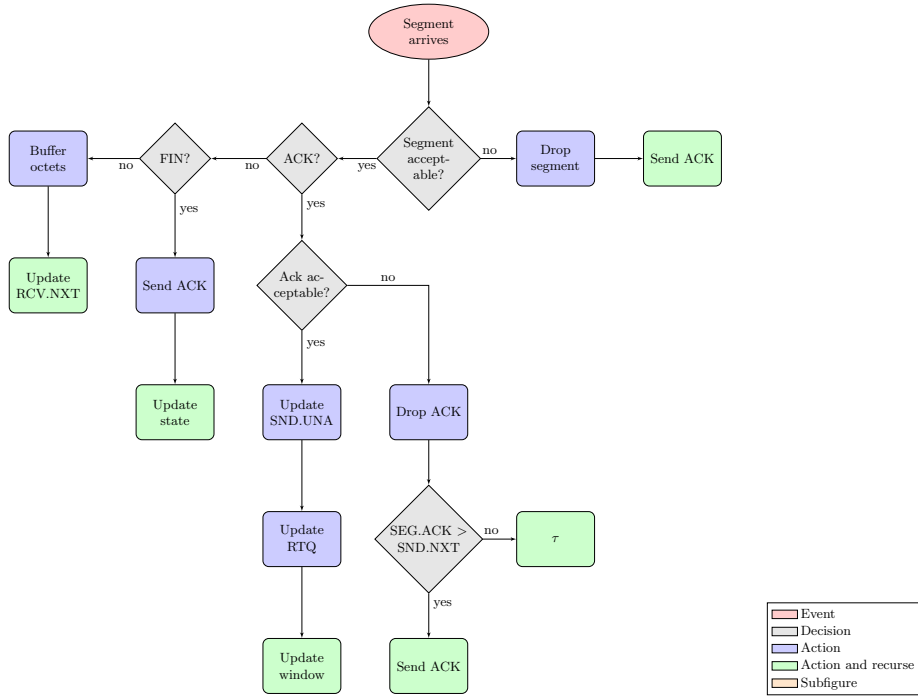 Segment
arrives
Buffer
octets
no
FIN?
no
ACK?
yes
Segment
accept-
able?
no
Drop
segment
Send ACK
yes
yes
Update
RCV.NXT
Send ACK
Ack ac-
ceptable?
no
yes
Update
state
Update
SND.UNA
Drop ACK
Update
RTQ
SEG.ACK >
SND.NXT
no
τ
yes
Update
window
Send ACK
Event
Decision
Action
Action and recurse
Subfigure